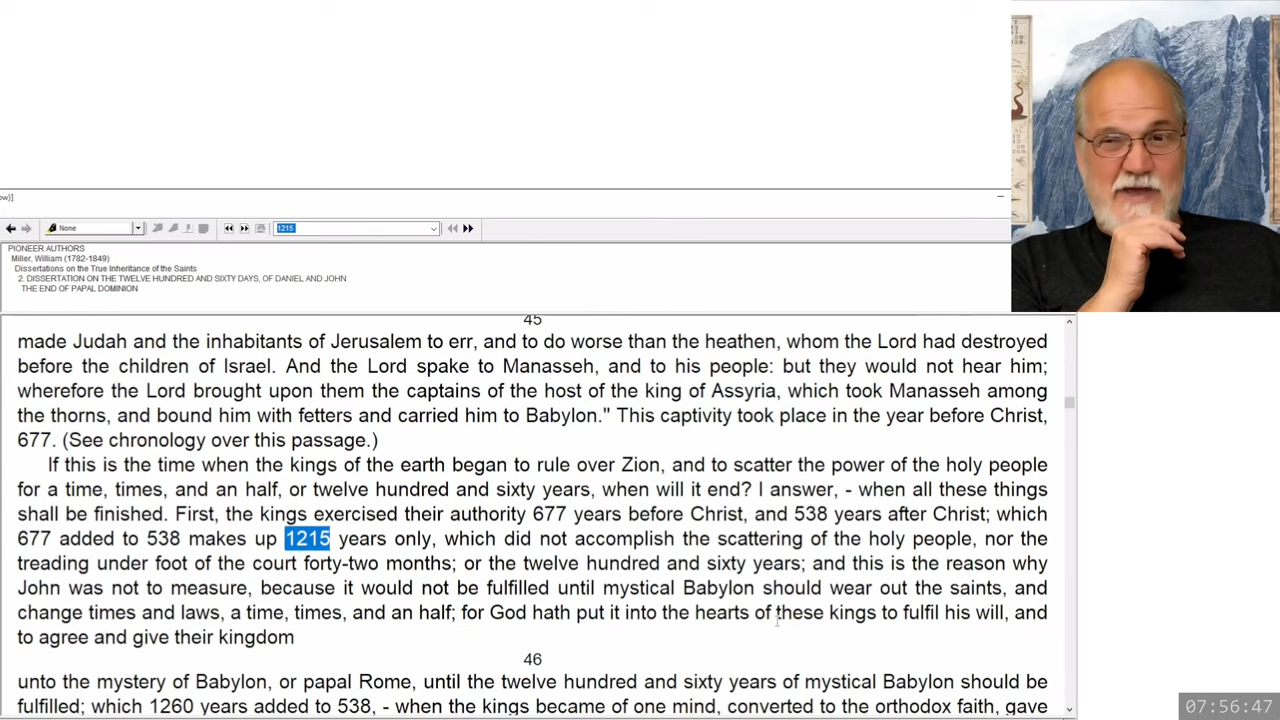 ow)]
None
1215
PIONEER AUTHORS
Miller, William (1782-1849)
Dissertations on the True Inheritance of the Saints
2. DISSERTATION ON THE TWELVE HUNDRED AND SIXTY DAYS, OF DANIEL AND JOHN
THE END OF PAPAL DOMINION
45
made Judah and the inhabitants of Jerusalem to err, and to do worse than the heathen, whom the Lord had destroyed
before the children of Israel. And the Lord spake to Manasseh, and to his people: but they would not hear him;
wherefore the Lord brought upon them the captains of the host of the king of Assyria, which took Manasseh among
the thorns, and bound him with fetters and carried him to Babylon." This captivity took place in the year before Christ,
677. (See chronology over this passage.)
If this is the time when the kings of the earth began to rule over Zion, and to scatter the power of the holy people
for a time, times, and an half, or twelve hundred and sixty years, when will it end? I answer, - when all these things
shall be finished. First, the kings exercised their authority 677 years before Christ, and 538 years after Christ; which
677 added to 538 makes up 1215 years only, which did not accomplish the scattering of the holy people, nor the
treading under foot of the court forty-two months; or the twelve hundred and sixty years; and this is the reason why
John was not to measure, because it would not be fulfilled until mystical Babylon should wear out the saints, and
change times and laws, a time, times, and an half; for God hath put it into the hearts of these kings to fulfil his will, and
to agree and give their kingdom
46
unto the mystery of Babylon, or papal Rome, until the twelve hundred and sixty years of mystical Babylon should be
fulfilled; which 1260 years added to 538, - when the kings became of one mind, converted to the orthodox faith, gave
07:56:47